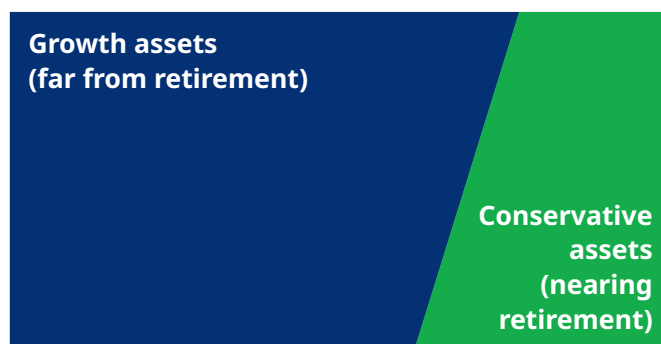 Growth assets
(far from retirement)
Conservative
assets
(nearing
retirement)